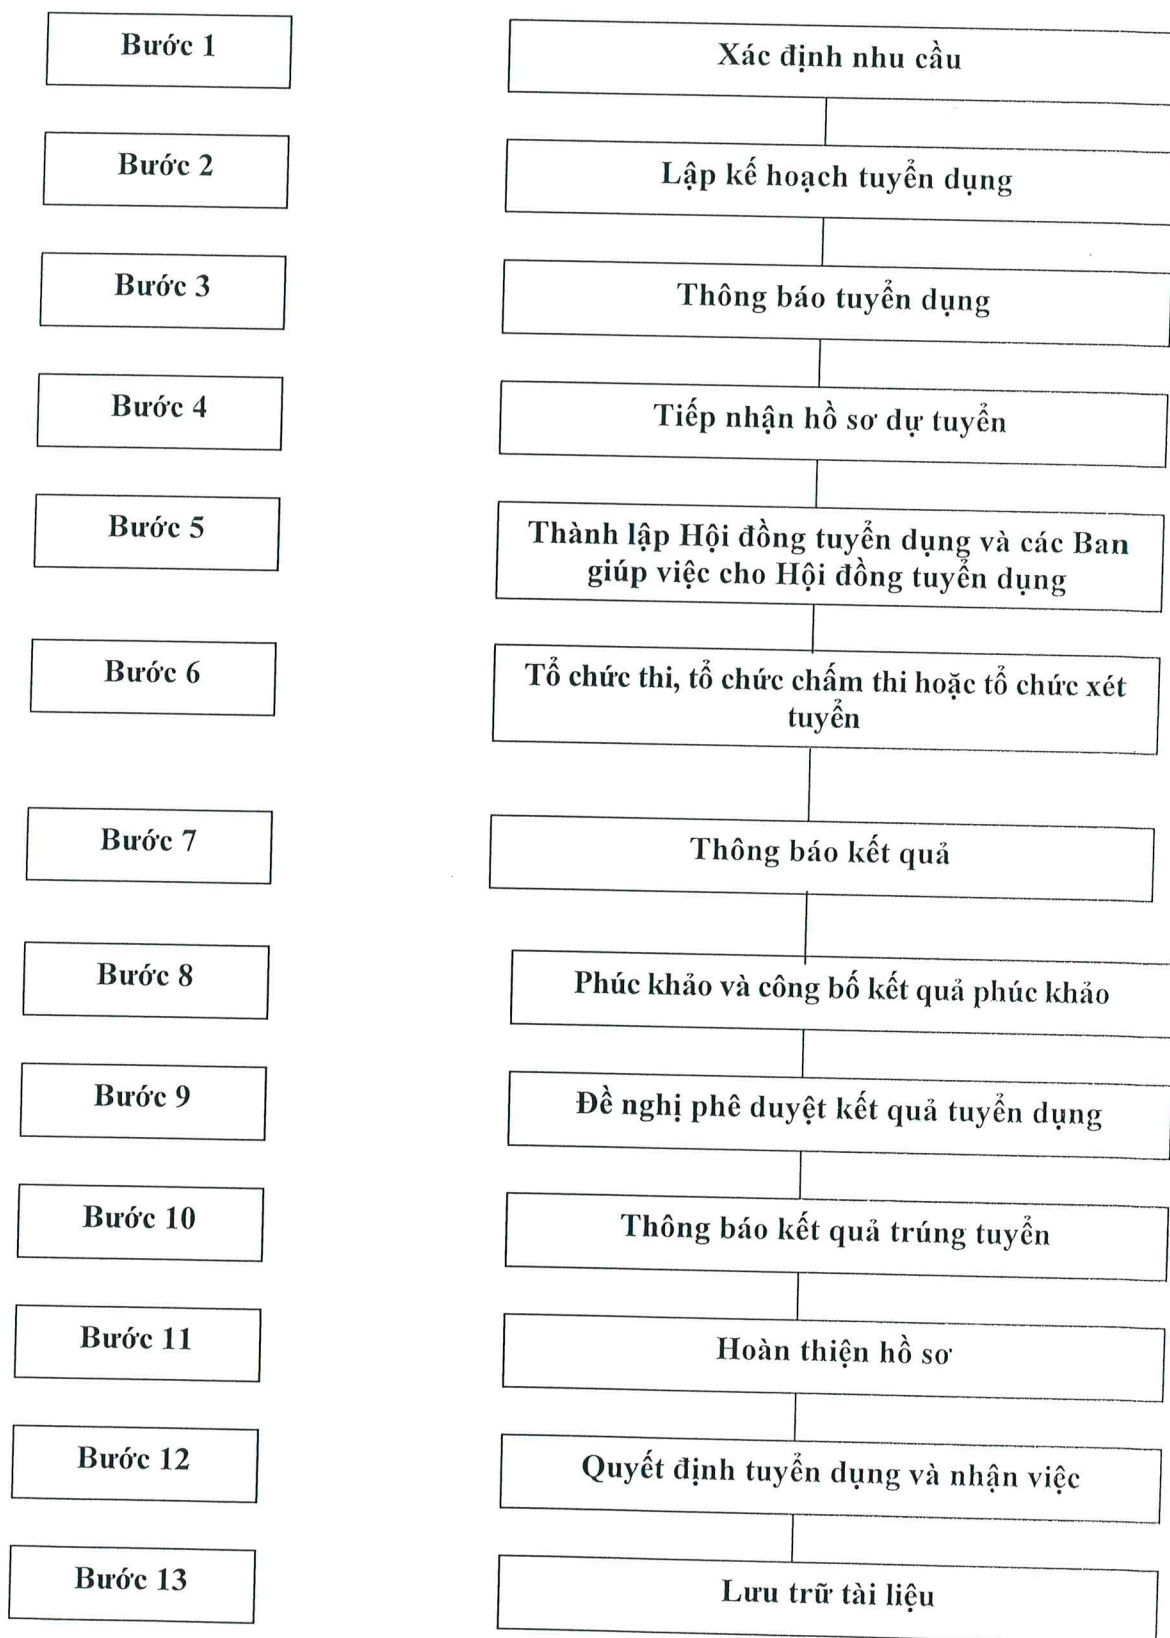 Bước 1
Xác định nhu cầu
Bước 2
Lập kế hoạch tuyển dụng
Bước 3
Thông báo tuyển dụng
Bước 4
Tiếp nhận hồ sơ dự tuyển
Bước 5
Thành lập Hội đồng tuyển dụng và các Ban
giúp việc cho Hội đồng tuyển dụng
Bước 6
Tổ chức thi, tổ chức chấm thi hoặc tổ chức xét
tuyển
Bước 7
Thông báo kết quả
Bước 8
Phúc khảo và công bố kết quả phúc khảo
Bước 9
Đề nghị phê duyệt kết quả tuyển dụng
Bước 10
Thông báo kết quả trúng tuyển
Bước 11
Hoàn thiện hồ sơ
Bước 12
Quyết định tuyển dụng và nhận việc
Bước 13
Lưu trữ tài liệu